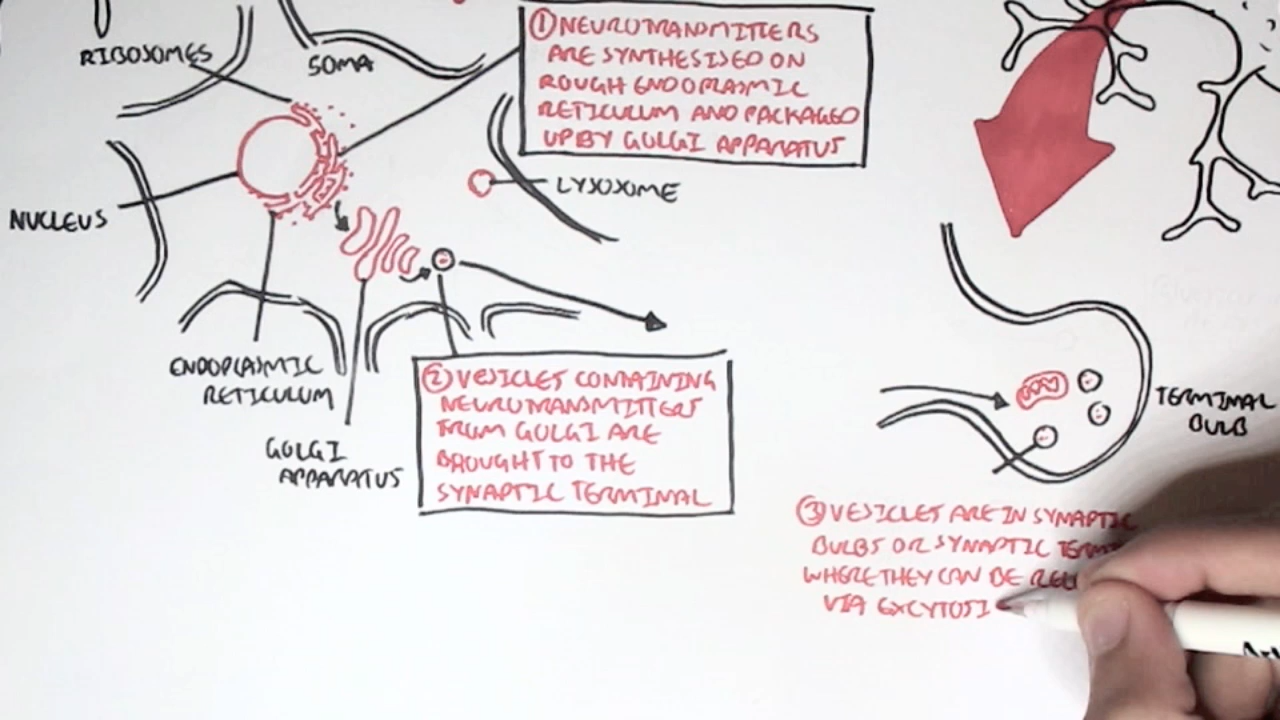 RIBOSOMES
SOMA
① NEUROTRANSMITTERS
ARE SYNTHESISED ON
ROUGH ENDOPLASMIC
RETICULUM AND PACKAGED
UP BY GOLGI APPARATUS
LYSOSOME
NUCLEUS
ENDOPLASMIC
RETICULUM
GOLGI
APPARATUS
② VESICLES CONTAINING
NEUROTRANSMITTERS
FROM GOLGI ARE
BROUGHT TO THE
SYNAPTIC TERMINAL
TERMINAL
BULB
③ VESICLES ARE IN SYNAPTIC
BULBS OR SYNAPTIC
WHERE THEY CAN BE
VIA EXCYTOSI